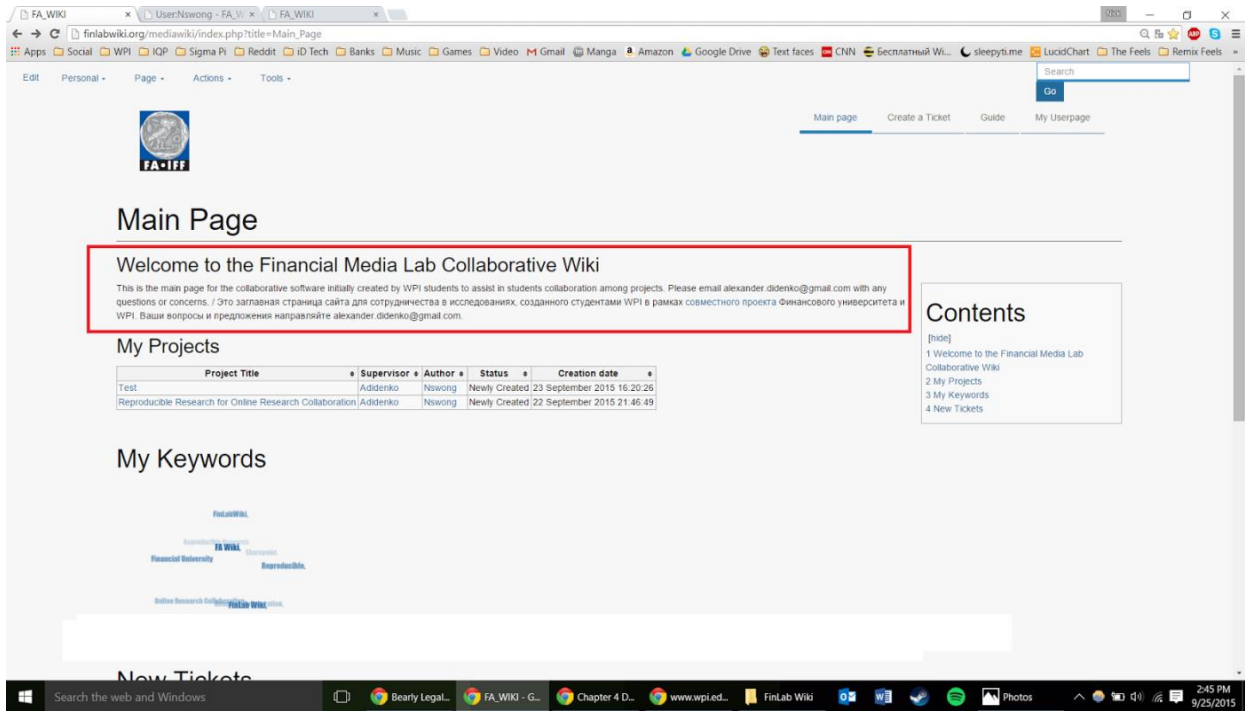 FA_WIKI
User:Nswong - FA_W
FA_WIKI
finlabwiki.org/mediawiki/index.php?title=Main_Page
Apps Social WPI IQP Sigma Pi Reddit iD Tech Banks Music Games Video Gmail Manga Amazon Google Drive Text faces CNN Бесплатный Wi... sleepyti.me LucidChart The Feels Remix Feels »
Edit Personal Page Actions Tools
Search
Go
Main page Create a Ticket Guide My Userpage
FA•IFF
Main Page
Welcome to the Financial Media Lab Collaborative Wiki
This is the main page for the collaborative software initially created by WPI students to assist in students collaboration among projects. Please email alexander.didenko@gmail.com with any
questions or concerns. / Это заглавная страница сайта для сотрудничества в исследованиях, созданного студентами WPI в рамках совместного проекта Финансового университета и
WPI. Ваши вопросы и предложения направляйте alexander.didenko@gmail.com.
My Projects
Project Title Supervisor Author Status Creation date
Test Adidenko Nswong Newly Created 23 September 2015 16:20:26
Reproducible Research for Online Research Collaboration Adidenko Nswong Newly Created 22 September 2015 21:46:49
Contents
[hide]
1 Welcome to the Financial Media Lab
Collaborative Wiki
2 My Projects
3 My Keywords
4 New Tickets
My Keywords
FinLabWiki,
FA Wiki,
Financial University
Reproducible,
Online Research
FinLab Wiki,
New Tickets
Search the web and Windows
Bearly Legal... FA_WIKI - G... Chapter 4 D... www.wpi.ed... FinLab Wiki Photos
2:45 PM
9/25/2015